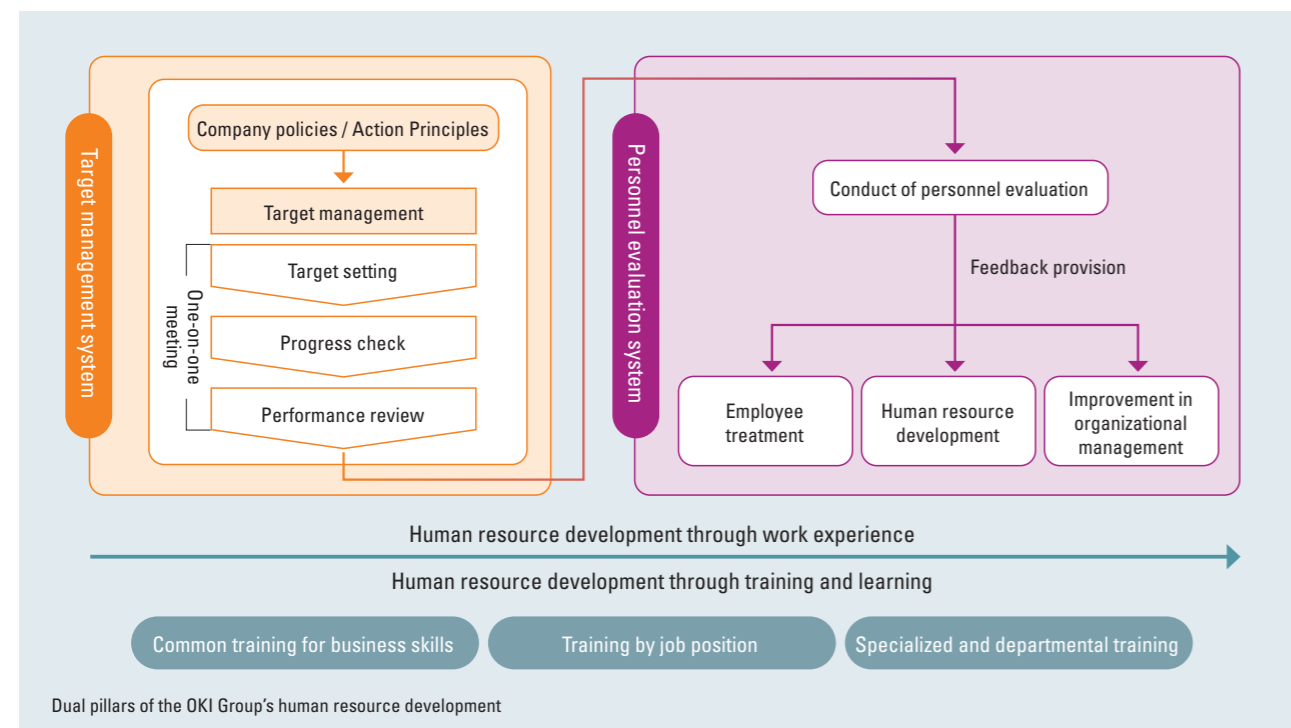 Target management system
Company policies / Action Principles
Target management
One-on-one
meeting
Target setting
Progress check
Performance review
Personnel evaluation system
Conduct of personnel evaluation
Feedback provision
Employee
treatment
Human resource
development
Improvement in
organizational
management
Human resource development through work experience
Human resource development through training and learning
Common training for business skills
Training by job position
Specialized and departmental training
Dual pillars of the OKI Group’s human resource development